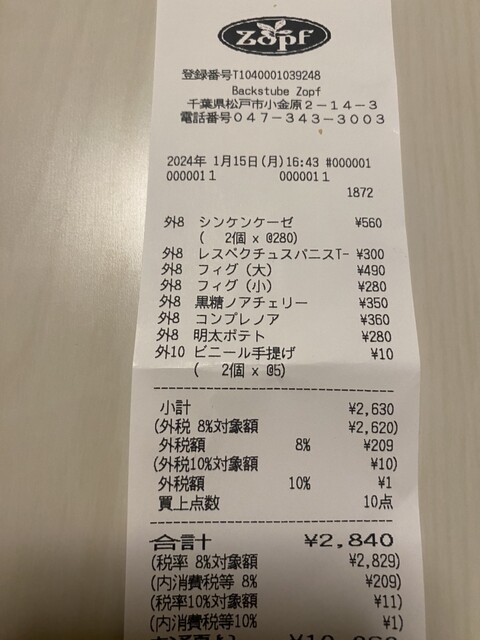 Zopf
登録番号T1040001039248
Backstube Zopf
千葉県松戸市小金原2-14-3
電話番号047-343-3003
2024年 1月15日(月)16:43 #000001
0000011 0000011
1872
外8 シンケンケーゼ ¥560
( 2個 x @280)
外8 レスペクチュスパニスT- ¥300
外8 フィグ(大) ¥490
外8 フィグ(小) ¥280
外8 黒糖ノアチェリー ¥350
外8 コンプレノア ¥360
外8 明太ポテト ¥280
外10 ビニール手提げ ¥10
( 2個 x @5)
小計 ¥2,630
(外税 8%対象額 ¥2,620)
外税額 8% ¥209
(外税10%対象額 ¥10)
外税額 10% ¥1
買上点数 10点
合計 ¥2,840
(税率 8%対象額 ¥2,829)
(内消費税等 8% ¥209)
(税率10%対象額 ¥11)
(内消費税等10% ¥1)